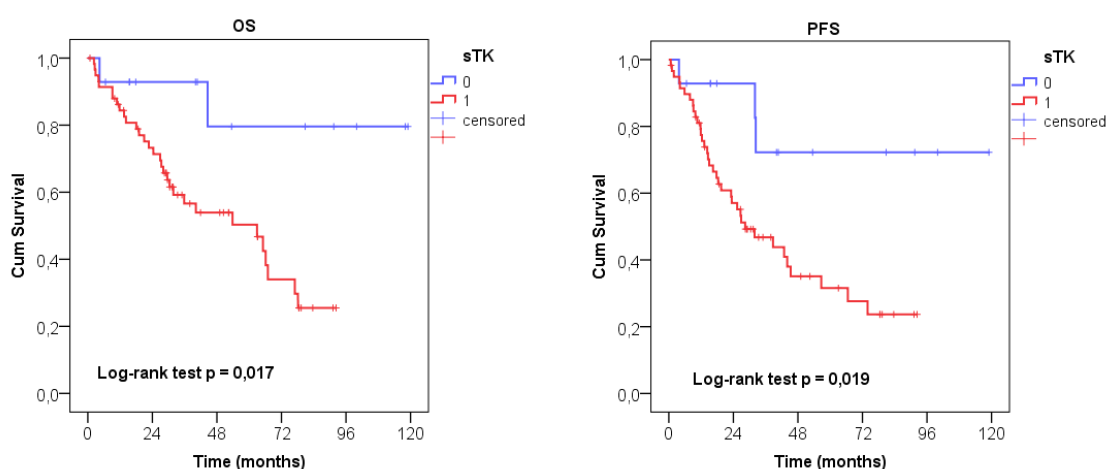 OS
Cum Survival
1,0
0,8
0,6
0,4
0,2
0,0
Log-rank test p = 0,017
0 24 48 72 96 120
Time (months)
sTK
0
1
censored
PFS
Cum Survival
1,0
0,8
0,6
0,4
0,2
0,0
Log-rank test p = 0,019
0 24 48 72 96 120
Time (months)
sTK
0
1
censored